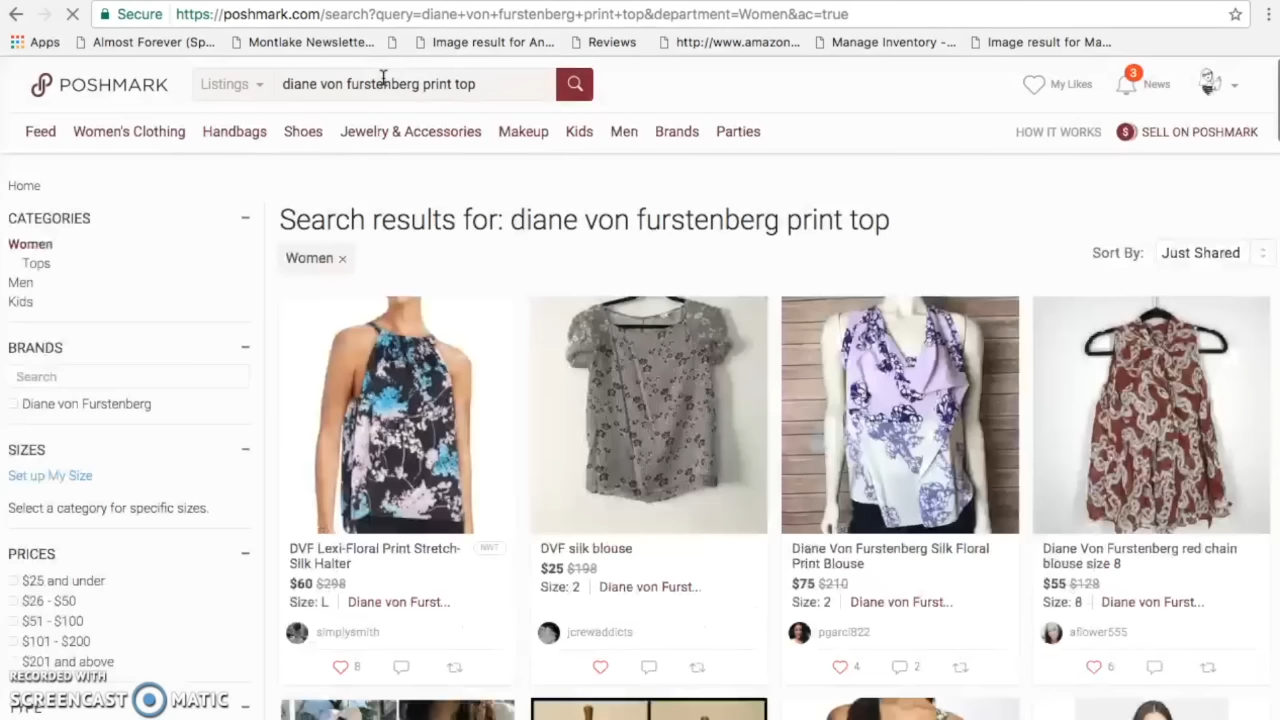 Secure https://poshmark.com/search?query=diane+von+furstenberg+print+top&department=Women&ac=true
Apps Almost Forever (Sp... Montlake Newslette... Image result for An... Reviews http://www.amazon... Manage Inventory -... Image result for Ma...
POSHMARK Listings diane von furstenberg print top My Likes 3 News
Feed Women's Clothing Handbags Shoes Jewelry & Accessories Makeup Kids Men Brands Parties HOW IT WORKS $ SELL ON POSHMARK
Home
CATEGORIES
Women
Tops
Men
Kids
BRANDS
Search
Diane von Furstenberg
SIZES
Set up My Size
Select a category for specific sizes.
PRICES
$25 and under
$26 - $50
$51 - $100
$101 - $200
$201 and above
Search results for: diane von furstenberg print top
Women ×
Sort By: Just Shared
DVF Lexi-Floral Print Stretch-
Silk Halter
NWT
$60 $298
Size: L | Diane von Furst...
simplysmith
8
DVF silk blouse
$25 $198
Size: 2 | Diane von Furst...
jcrewaddicts
Diane Von Furstenberg Silk Floral
Print Blouse
$75 $210
Size: 2 | Diane von Furst...
pgarci822
4 2
Diane Von Furstenberg red chain
blouse size 8
$55 $128
Size: 8 | Diane von Furst...
aflower555
6
RECORDED WITH
SCREENCAST MATIC